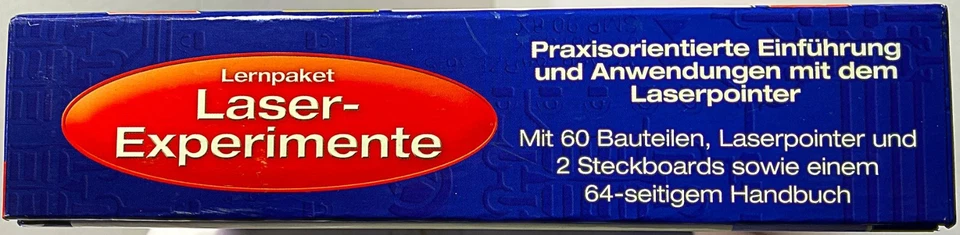 Lernpaket
Laser-
Experimente
Praxisorientierte Einführung
und Anwendungen mit dem
Laserpointer
Mit 60 Bauteilen, Laserpointer und
2 Steckboards sowie einem
64-seitigem Handbuch